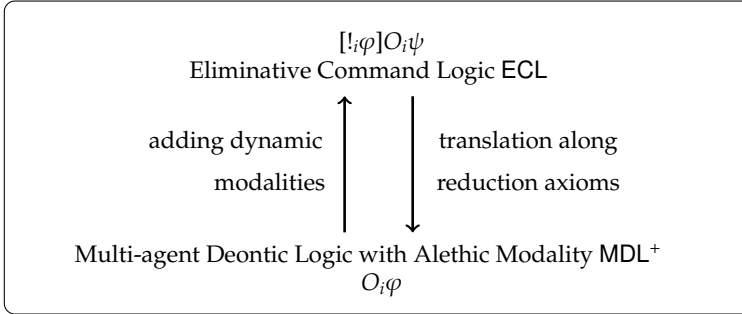 [!ᵢφ]Oᵢψ
Eliminative Command Logic ECL
adding dynamic
modalities
translation along
reduction axioms
Multi-agent Deontic Logic with Alethic Modality MDL⁺
Oᵢφ